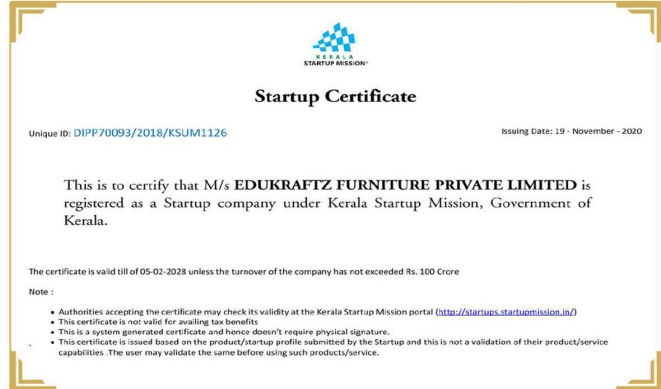 KERALA
STARTUP MISSION
Startup Certificate
Unique ID: DIPP70093/2018/KSUM1126
Issuing Date: 19 - November - 2020
This is to certify that M/s EDUKRAFTZ FURNITURE PRIVATE LIMITED is
registered as a Startup company under Kerala Startup Mission, Government of
Kerala.
The certificate is valid till of 05-02-2028 unless the turnover of the company has not exceeded Rs. 100 Crore
Note :
• Authorities accepting the certificate may check its validity at the Kerala Startup Mission portal (http://startups.startupmission.in/)
• This certificate is not valid for availing tax benefits
• This is a system generated certificate and hence doesn't require physical signature.
• This certificate is issued based on the product/startup profile submitted by the Startup and this is not a validation of their product/service
capabilities .The user may validate the same before using such products/service.